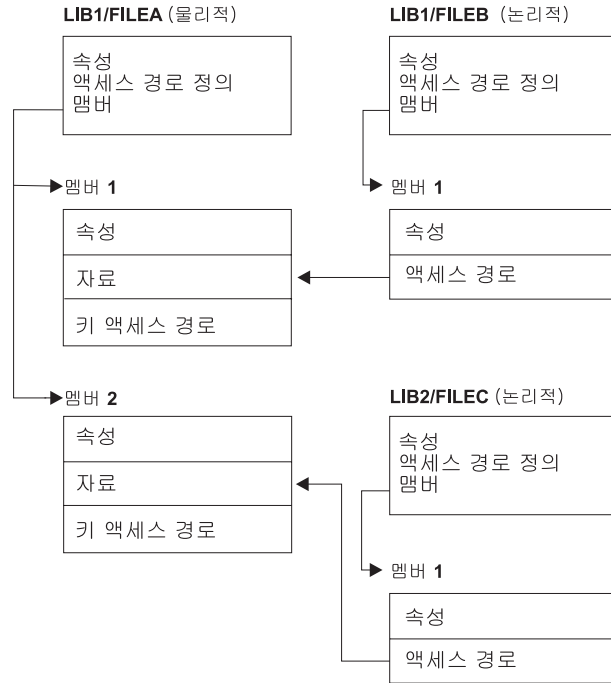 LIB1/FILEA (물리적)
속성
액세스 경로 정의
맴버
멤버 1
속성
자료
키 액세스 경로
멤버 2
속성
자료
키 액세스 경로
LIB1/FILEB (논리적)
속성
액세스 경로 정의
맴버
멤버 1
속성
액세스 경로
LIB2/FILEC (논리적)
속성
액세스 경로 정의
맴버
멤버 1
속성
액세스 경로